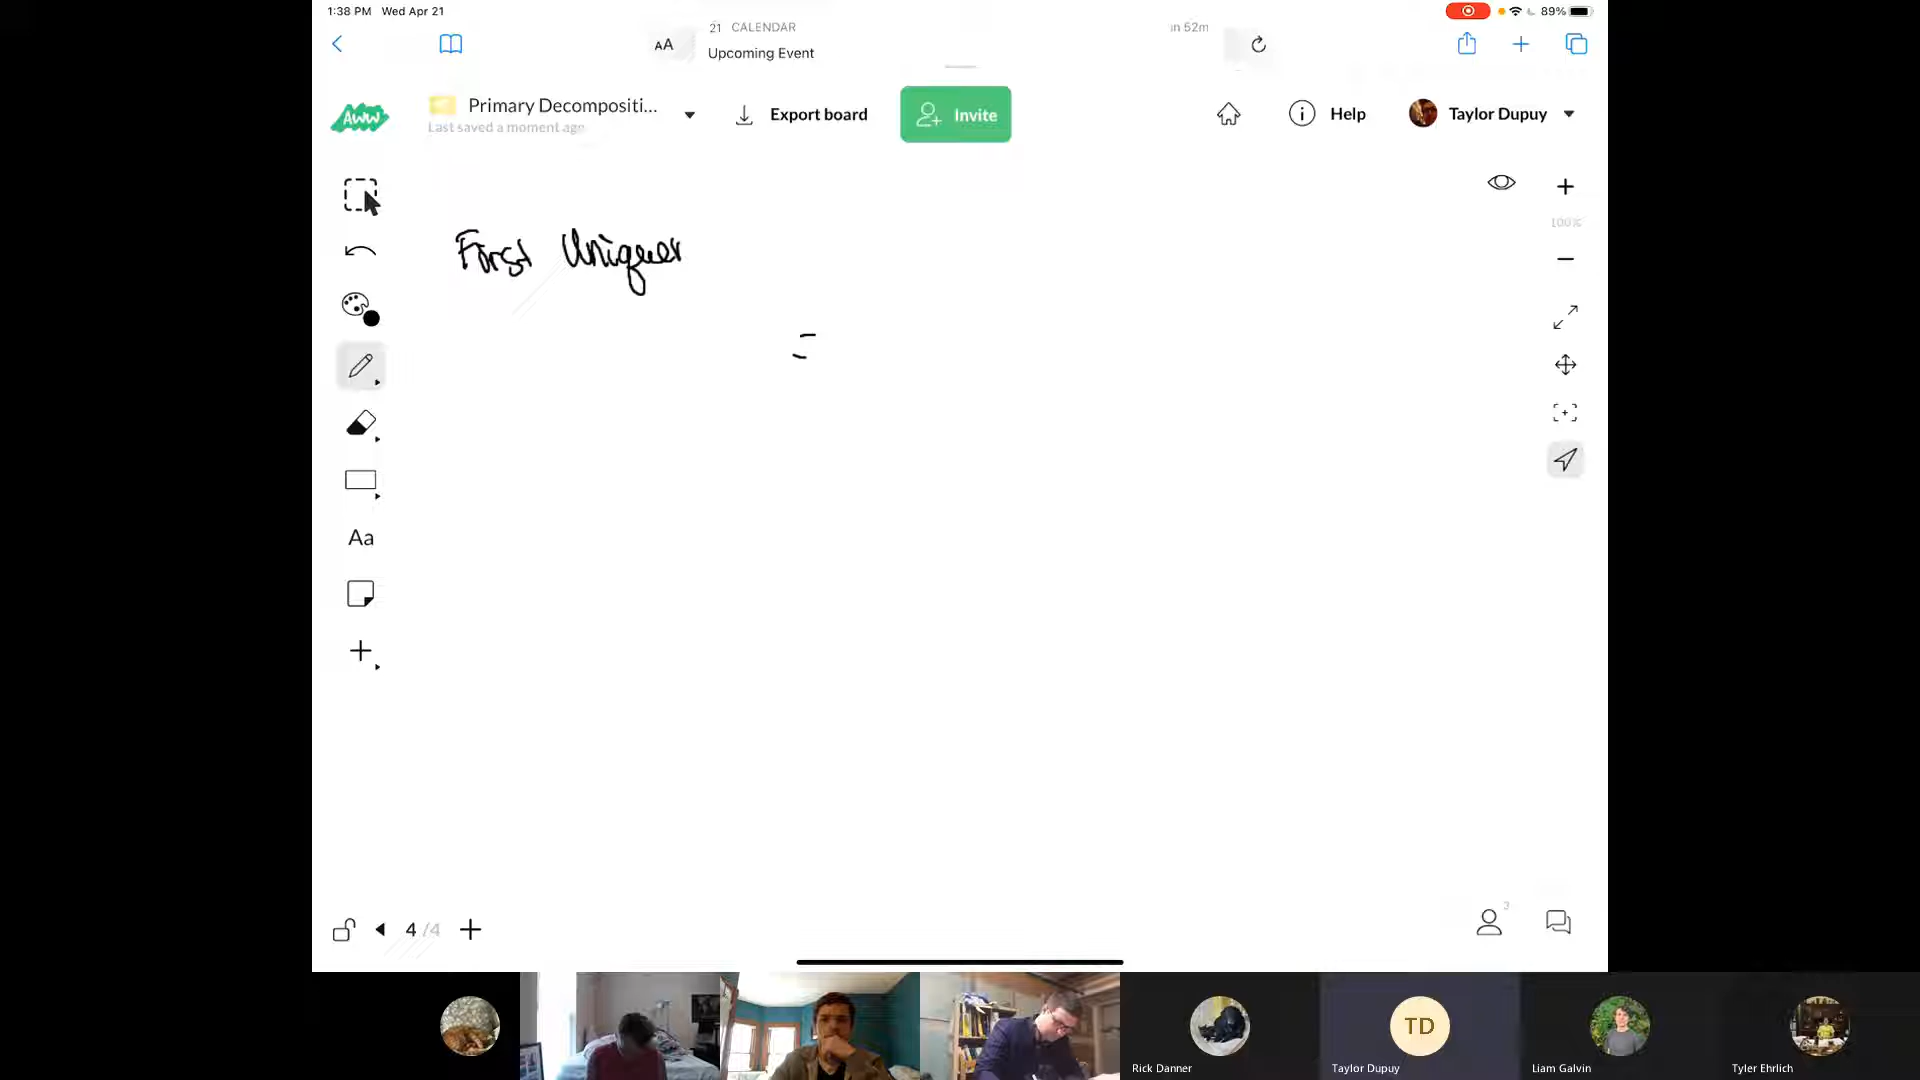 1:38 PM Wed Apr 21
89%
21 CALENDAR
in 52m
AA
Upcoming Event
AWW
Primary Decompositi...
Last saved a moment ago
Export board
Invite
Help
Taylor Dupuy
100%
First
=
Aa
4 /4
3
TD
Rick Danner
Taylor Dupuy
Liam Galvin
Tyler Ehrlich